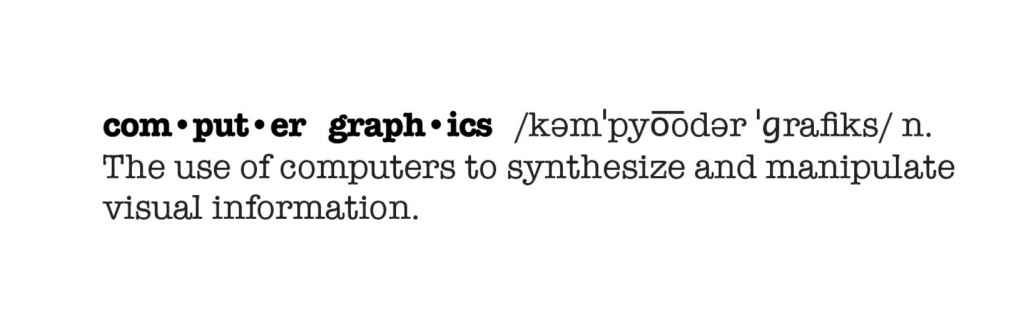 com•put•er graph•ics /kəmˈpyo͞odər ˈɡrafiks/ n.
The use of computers to synthesize and manipulate
visual information.